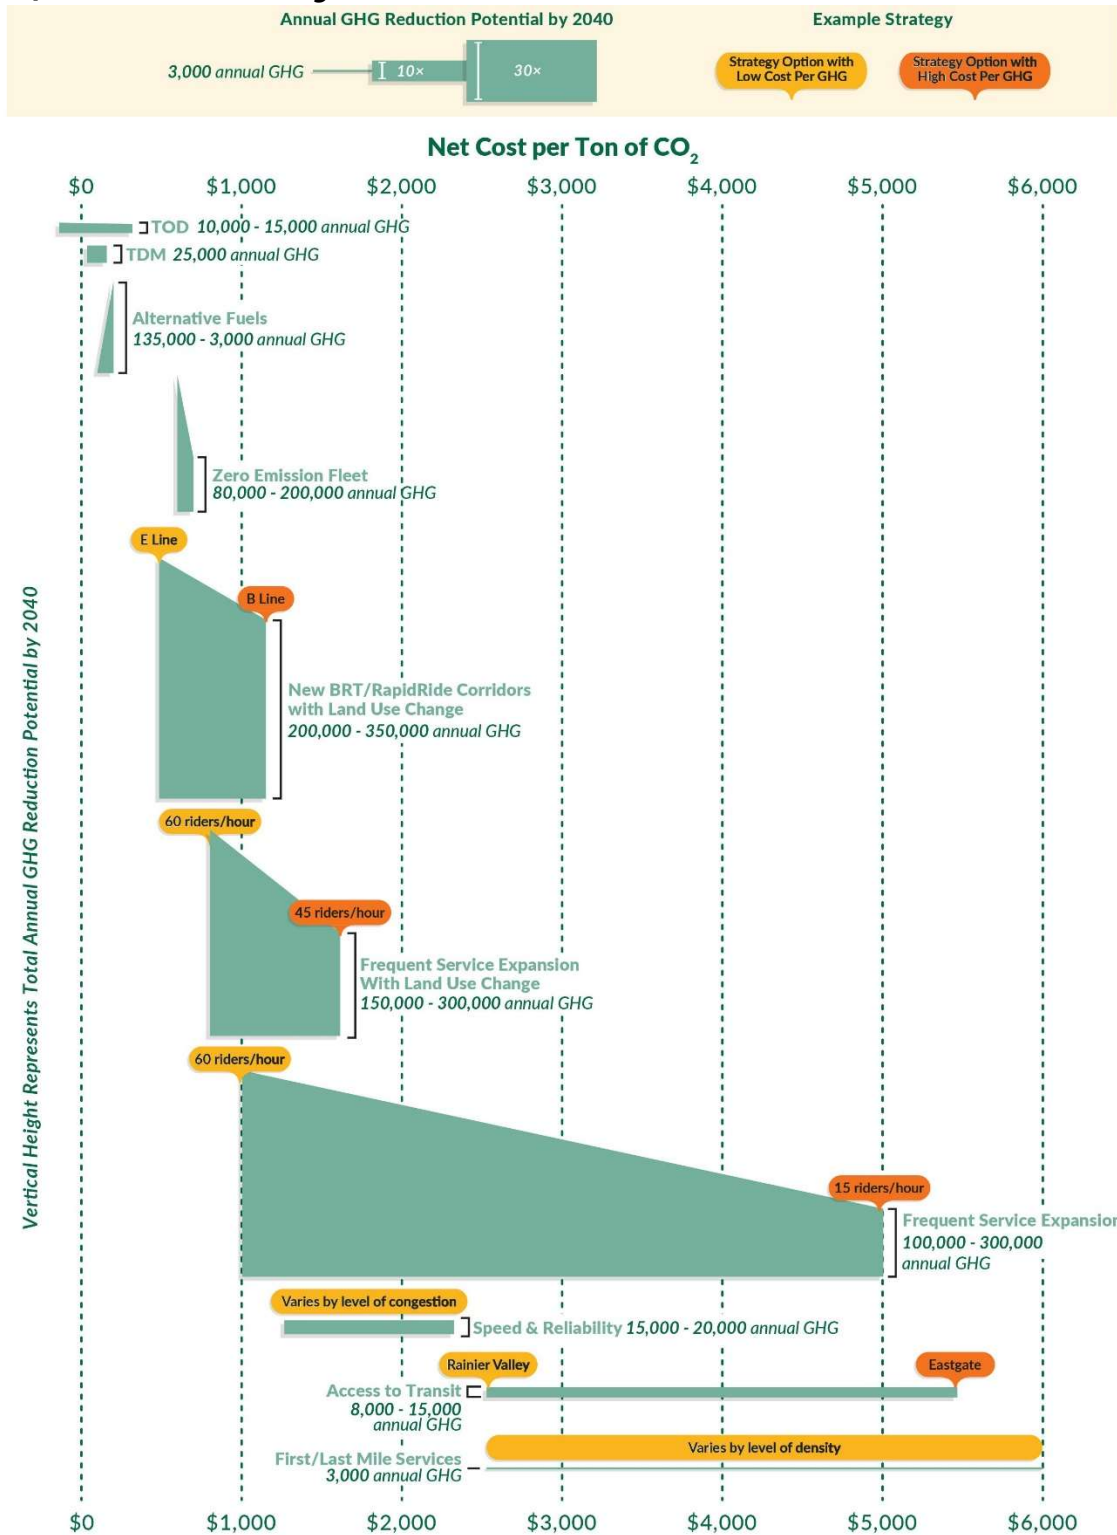 Annual GHG Reduction Potential by 2040
Example Strategy
3,000 annual GHG
10×
30×
Strategy Option with
Low Cost Per GHG
Strategy Option with
High Cost Per GHG
Net Cost per Ton of CO2
$0 $1,000 $2,000 $3,000 $4,000 $5,000 $6,000
TOD 10,000 - 15,000 annual GHG
TDM 25,000 annual GHG
Alternative Fuels
135,000 - 3,000 annual GHG
Zero Emission Fleet
80,000 - 200,000 annual GHG
E Line
B Line
New BRT/RapidRide Corridors
with Land Use Change
200,000 - 350,000 annual GHG
60 riders/hour
45 riders/hour
Frequent Service Expansion
With Land Use Change
150,000 - 300,000 annual GHG
60 riders/hour
15 riders/hour
Frequent Service Expansion
100,000 - 300,000
annual GHG
Varies by level of congestion
Speed & Reliability 15,000 - 20,000 annual GHG
Rainier Valley
Eastgate
Access to Transit
8,000 - 15,000
annual GHG
Varies by level of density
First/Last Mile Services
3,000 annual GHG
$0 $1,000 $2,000 $3,000 $4,000 $5,000 $6,000
Vertical Height Represents Total Annual GHG Reduction Potential by 2040